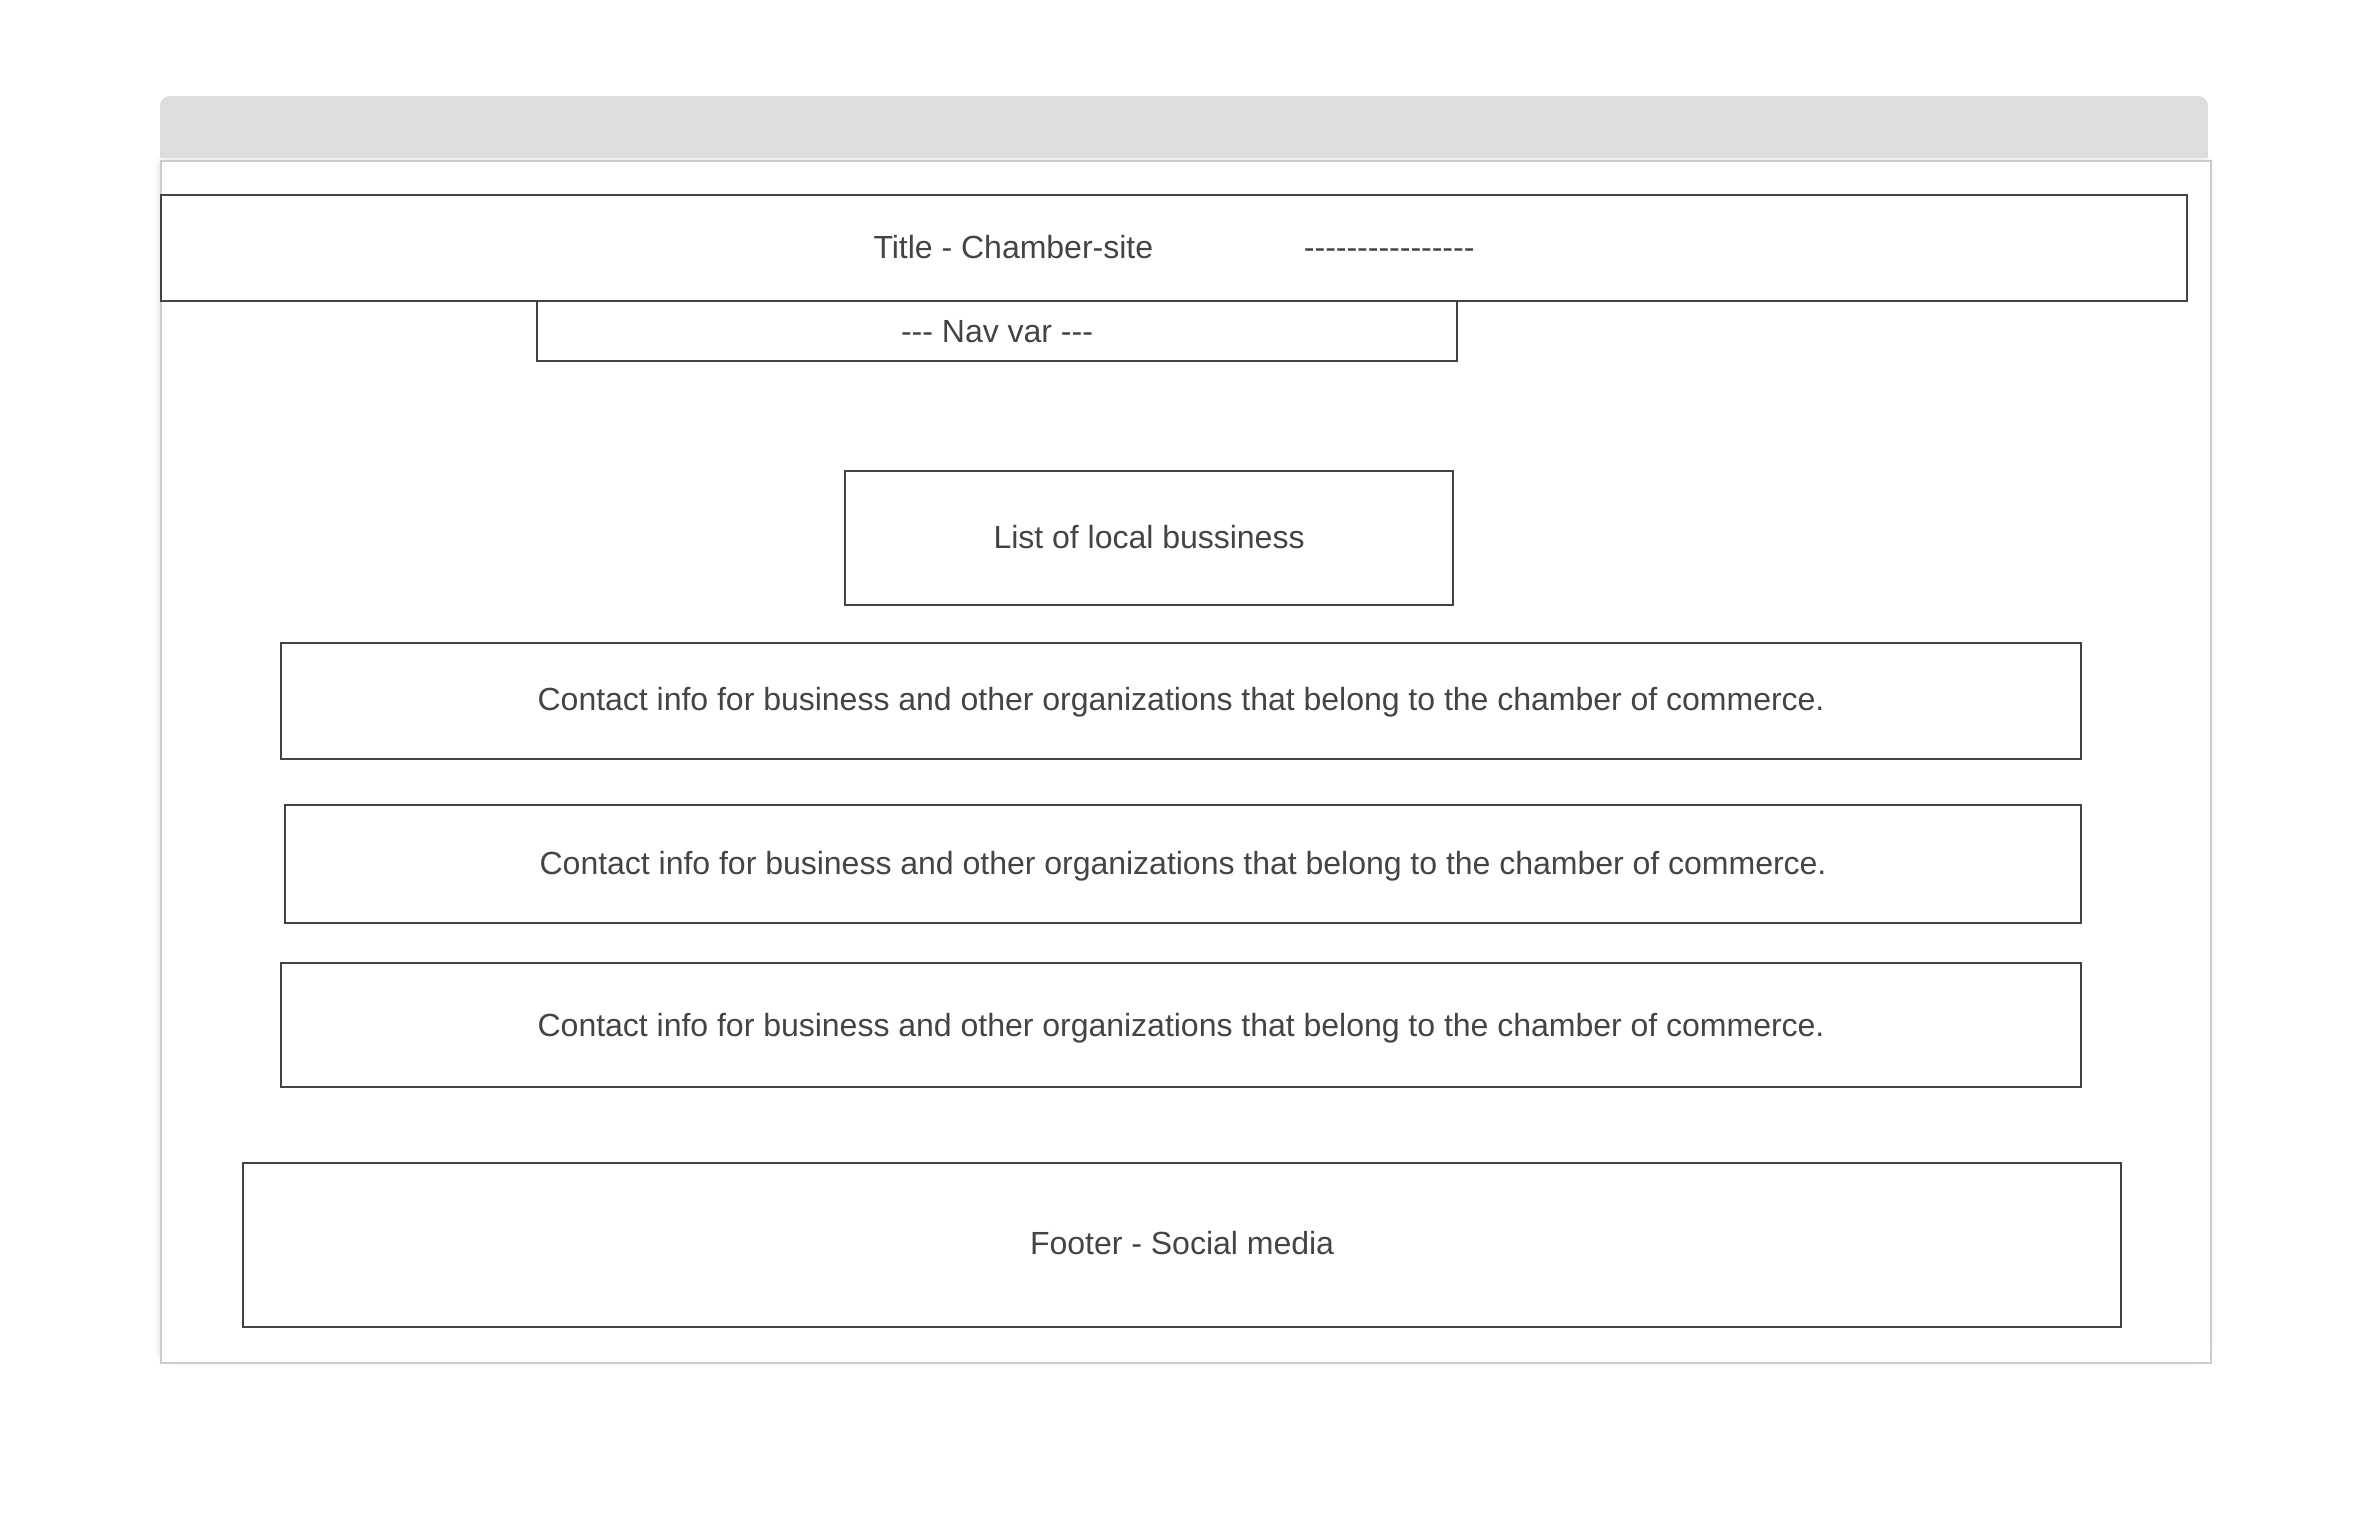 Title - Chamber-site ----------------
--- Nav var ---
List of local bussiness
Contact info for business and other organizations that belong to the chamber of commerce.
Contact info for business and other organizations that belong to the chamber of commerce.
Contact info for business and other organizations that belong to the chamber of commerce.
Footer - Social media